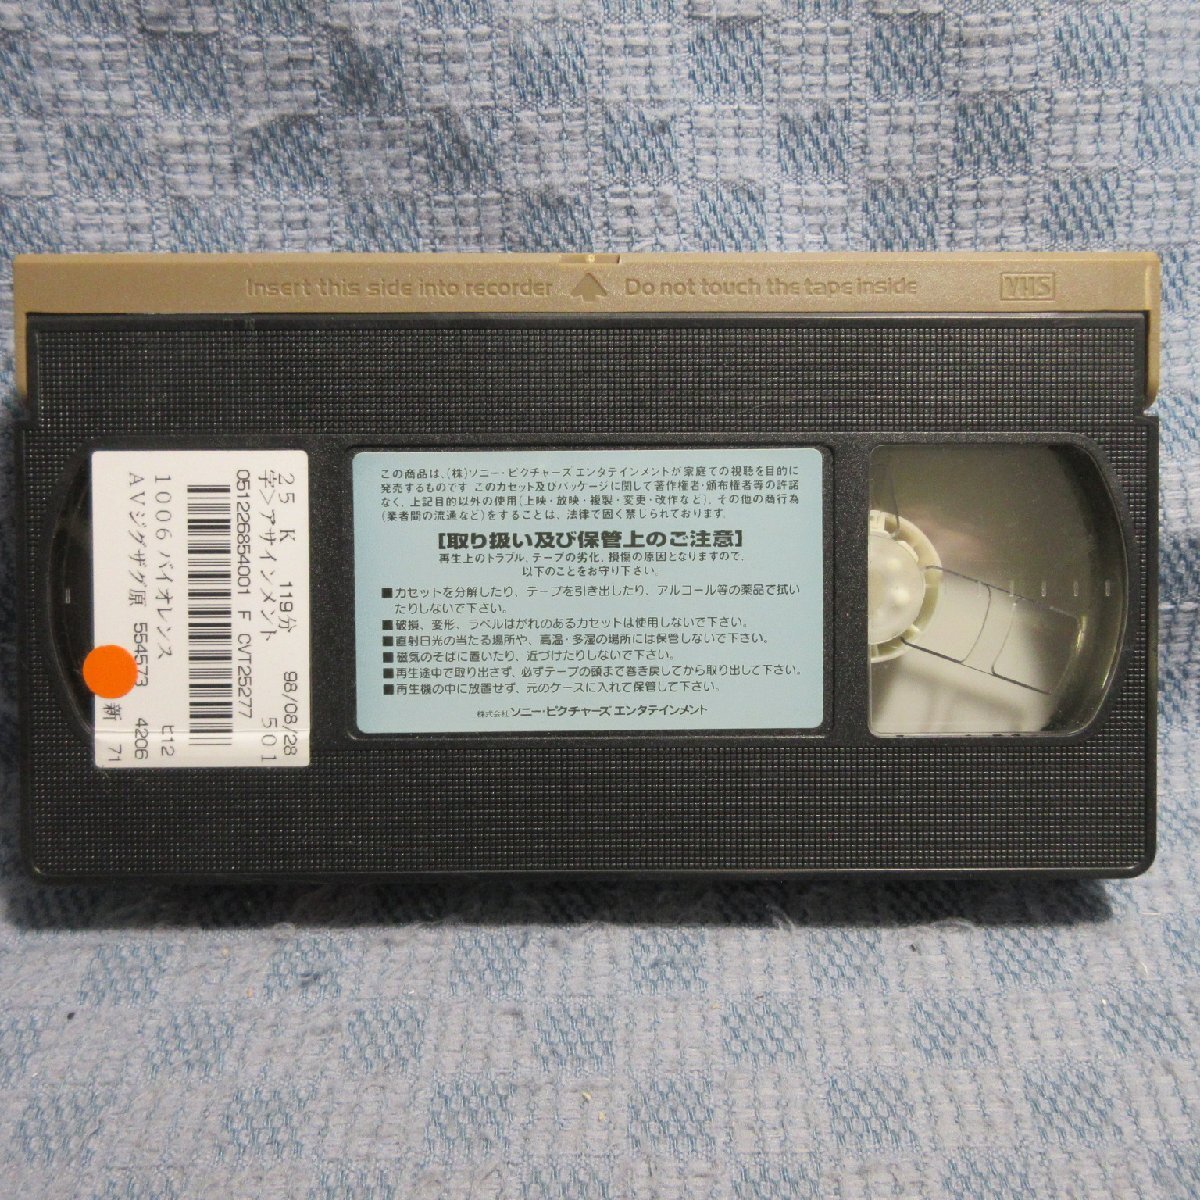 Insert this side into recorder
Do not touch the tape inside
VHS
25 K 119分 98/08/28
字>アサインメント 501
051226854001 F CVT25277
1006 バイオレンス ヒ12
AVジグザグ原 554573 4206
/新 71
この商品は、(株)ソニー・ピクチャーズ エンタテインメントが家庭での視聴を目的に
発売するものです。このカセット及びパッケージに関して著作権者・頒布権者等の許諾
なく、上記目的以外の使用(上映・放映・複製・変更・改作など)、その他の商行為
(業者間の流通など)をすることは、法律で固く禁じられております。
[取り扱い及び保管上のご注意]
再生上のトラブル、テープの劣化、損傷の原因となりますので、
以下のことをお守り下さい。
■カセットを分解したり、テープを引き出したり、アルコール等の薬品で拭い
たりしないで下さい。
■破損、変形、ラベルはがれのあるカセットは使用しないで下さい。
■直射日光の当たる場所や、高温・多湿の場所には保管しないで下さい。
■磁気のそばに置いたり、近づけたりしないで下さい。
■再生途中で取り出さず、必ずテープの頭まで巻き戻してから取り出して下さい。
■再生機の中に放置せず、元のケースに入れて保管して下さい。
株式会社 ソニー・ピクチャーズ エンタテインメント